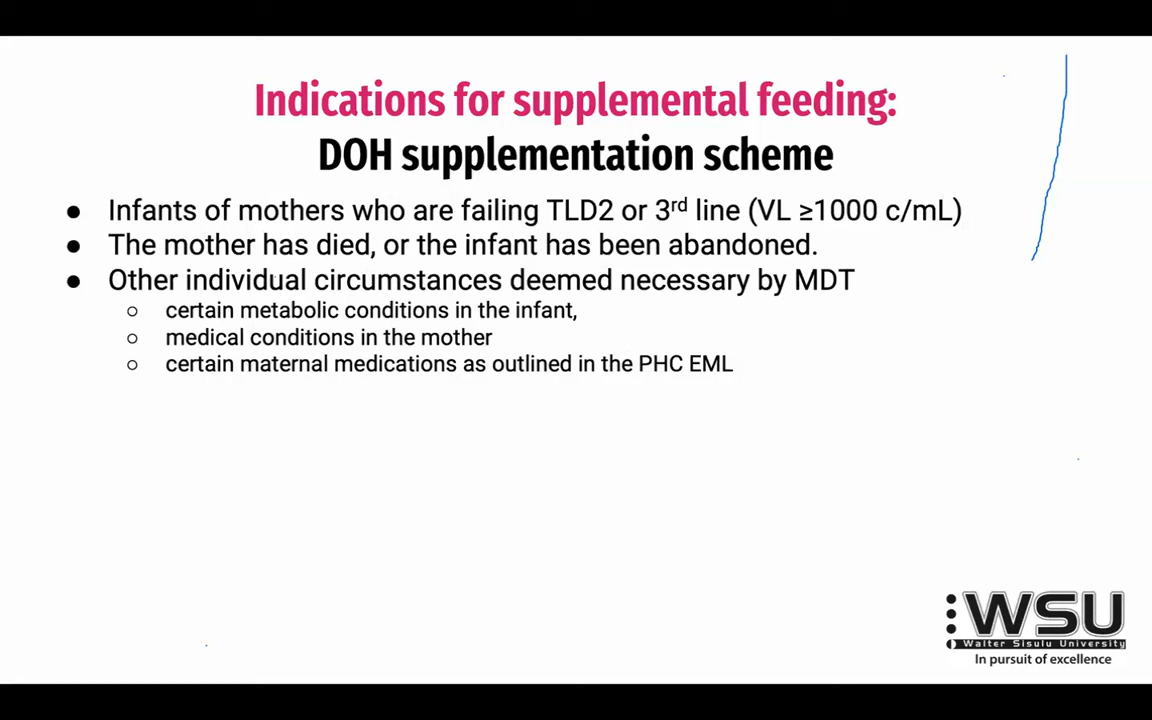 Indications for supplemental feeding:
DOH supplementation scheme
● Infants of mothers who are failing TLD2 or 3rd line (VL ≥1000 c/mL)
● The mother has died, or the infant has been abandoned.
● Other individual circumstances deemed necessary by MDT
○ certain metabolic conditions in the infant,
○ medical conditions in the mother
○ certain maternal medications as outlined in the PHC EML
WSU
Walter Sisulu University
In pursuit of excellence